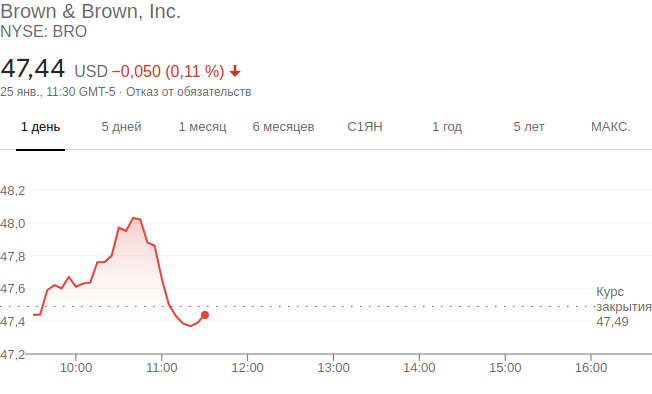 Brown & Brown, Inc.
NYSE: BRO
47,44 USD −0,050 (0,11 %)
25 янв., 11:30 GMT-5 · Отказ от обязательств
1 день 5 дней 1 месяц 6 месяцев С1ЯН 1 год 5 лет МАКС.
48,2
48,0
47,8
47,6
Курс
закрытия
47,49
47,4
47,2
10:00 11:00 12:00 13:00 14:00 15:00 16:00